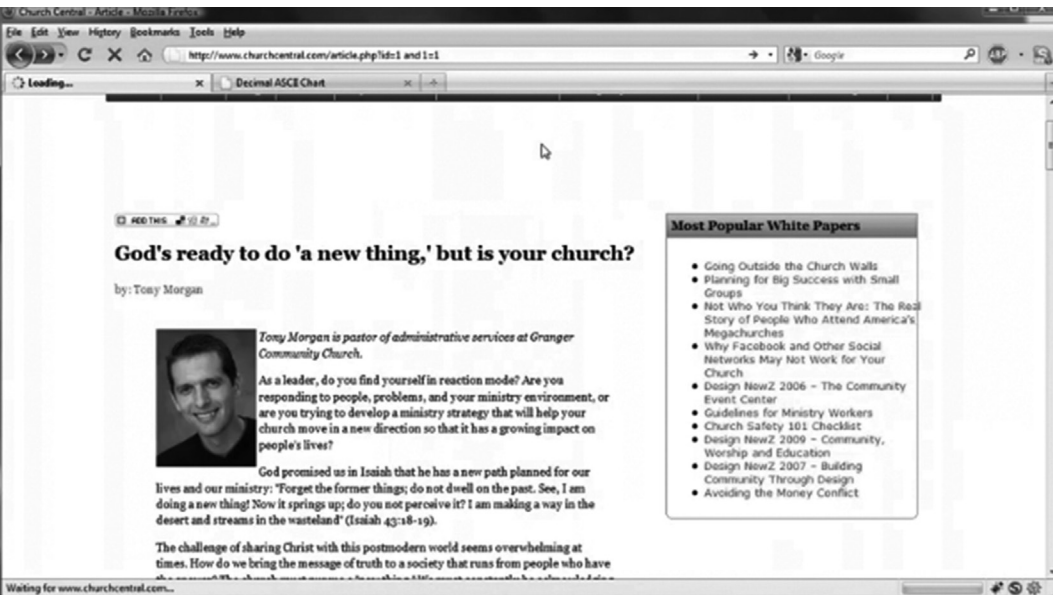 Church Central - Article - Mozilla Firefox
File Edit View History Bookmarks Tools Help
http://www.churchcentral.com/article.php?id=1 and 1=1
Google
ABP
Loading...
Decimal ASCII Chart
ADD THIS
God's ready to do 'a new thing,' but is your church?
by: Tony Morgan
Tony Morgan is pastor of administrative services at Granger
Community Church.
As a leader, do you find yourself in reaction mode? Are you
responding to people, problems, and your ministry environment, or
are you trying to develop a ministry strategy that will help your
church move in a new direction so that it has a growing impact on
people's lives?
God promised us in Isaiah that he has a new path planned for our
lives and our ministry: "Forget the former things; do not dwell on the past. See, I am
doing a new thing! Now it springs up; do you not perceive it? I am making a way in the
desert and streams in the wasteland" (Isaiah 43:18-19).
The challenge of sharing Christ with this postmodern world seems overwhelming at
times. How do we bring the message of truth to a society that runs from people who have
Most Popular White Papers
Going Outside the Church Walls
Planning for Big Success with Small
Groups
Not Who You Think They Are: The Real
Story of People Who Attend America's
Megachurches
Why Facebook and Other Social
Networks May Not Work for Your
Church
Design NewZ 2006 – The Community
Event Center
Guidelines for Ministry Workers
Church Safety 101 Checklist
Design NewZ 2009 – Community,
Worship and Education
Design NewZ 2007 – Building
Community Through Design
Avoiding the Money Conflict
Waiting for www.churchcentral.com...